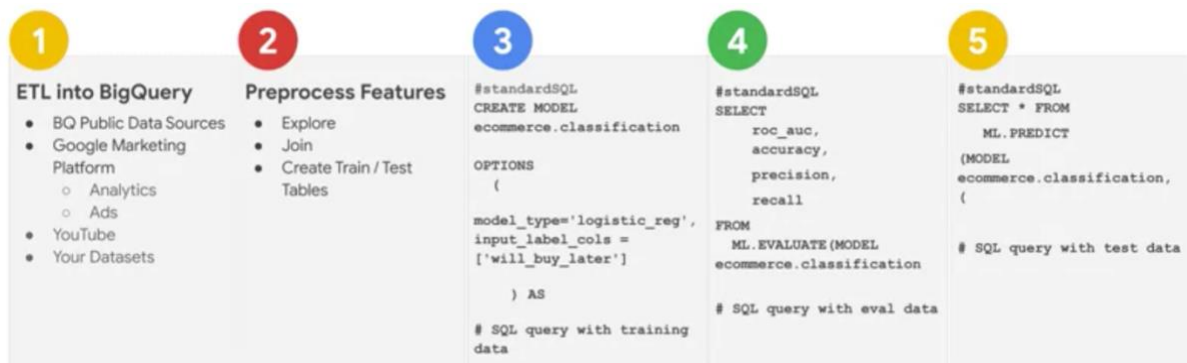 1
ETL into BigQuery
● BQ Public Data Sources
● Google Marketing
Platform
○ Analytics
○ Ads
● YouTube
● Your Datasets
2
Preprocess Features
● Explore
● Join
● Create Train / Test
Tables
3
#standardSQL
CREATE MODEL
ecommerce.classification
OPTIONS
(
model_type='logistic_reg',
input_label_cols =
['will_buy_later']
) AS
# SQL query with training
data
4
#standardSQL
SELECT
roc_auc,
accuracy,
precision,
recall
FROM
ML.EVALUATE(MODEL
ecommerce.classification
# SQL query with eval data
5
#standardSQL
SELECT * FROM
ML.PREDICT
(MODEL
ecommerce.classification,
(
# SQL query with test data